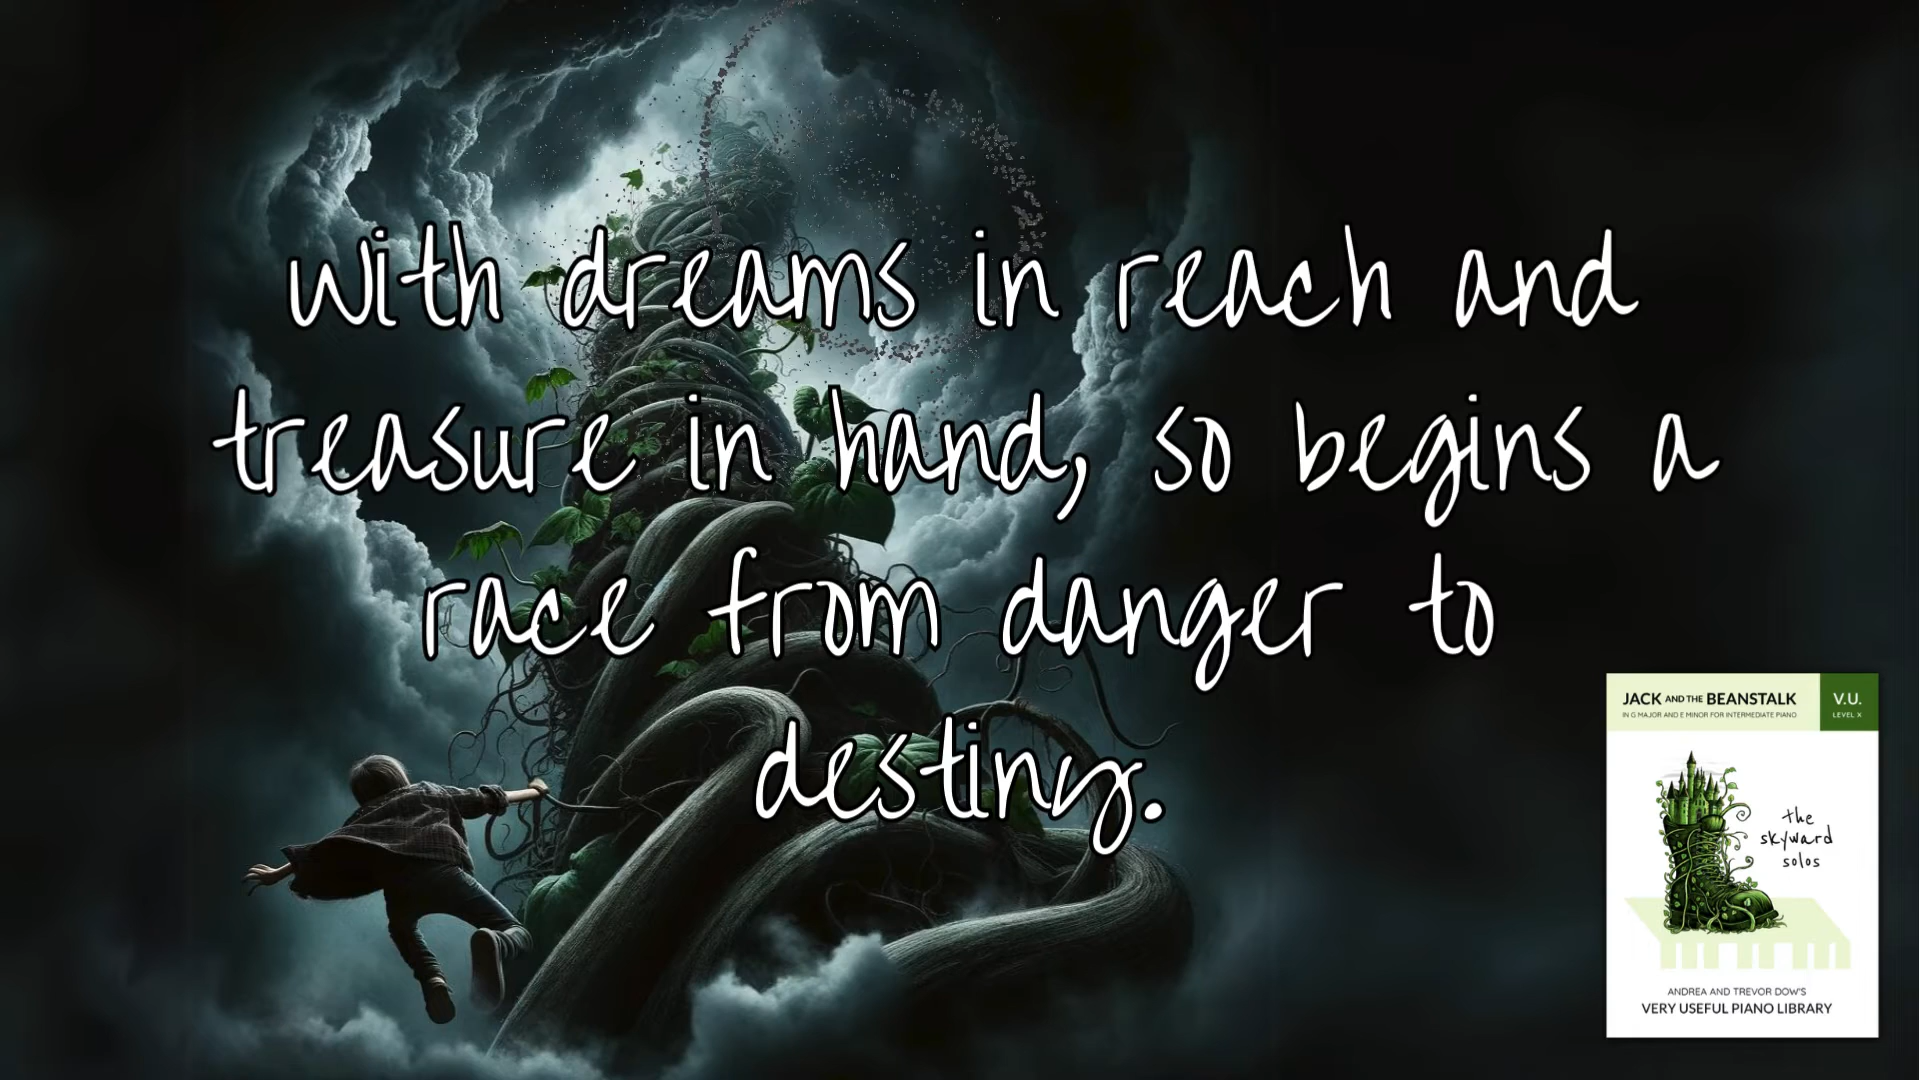 With dreams in reach and
treasure in hand, so begins a
race from danger to
destiny.
JACK AND THE BEANSTALK
IN G MAJOR AND E MINOR FOR INTERMEDIATE PIANO
V.U.
LEVEL X
the
skyward
solos
ANDREA AND TREVOR DOW'S
VERY USEFUL PIANO LIBRARY